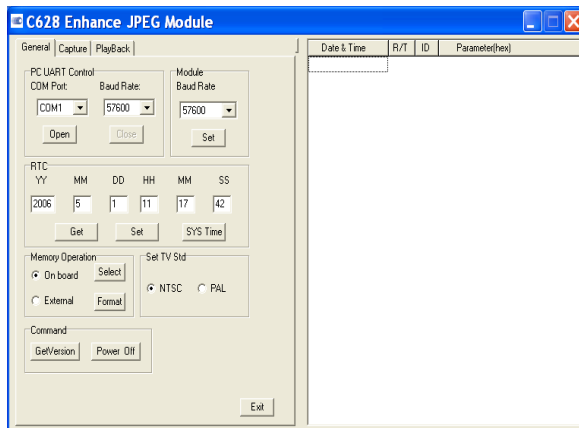 C628 Enhance JPEG Module
General Capture PlayBack
Date & Time R/T ID Parameter(hex)
PC UART Control Module
COM Port: Baud Rate: Baud Rate
COM1 57600 57600
Open Close Set
RTC
YY MM DD HH MM SS
2006 5 1 11 17 42
Get Set SYS Time
Memory Operation Set TV Std
On board Select
NTSC PAL
External Format
Command
GetVersion Power Off
Exit